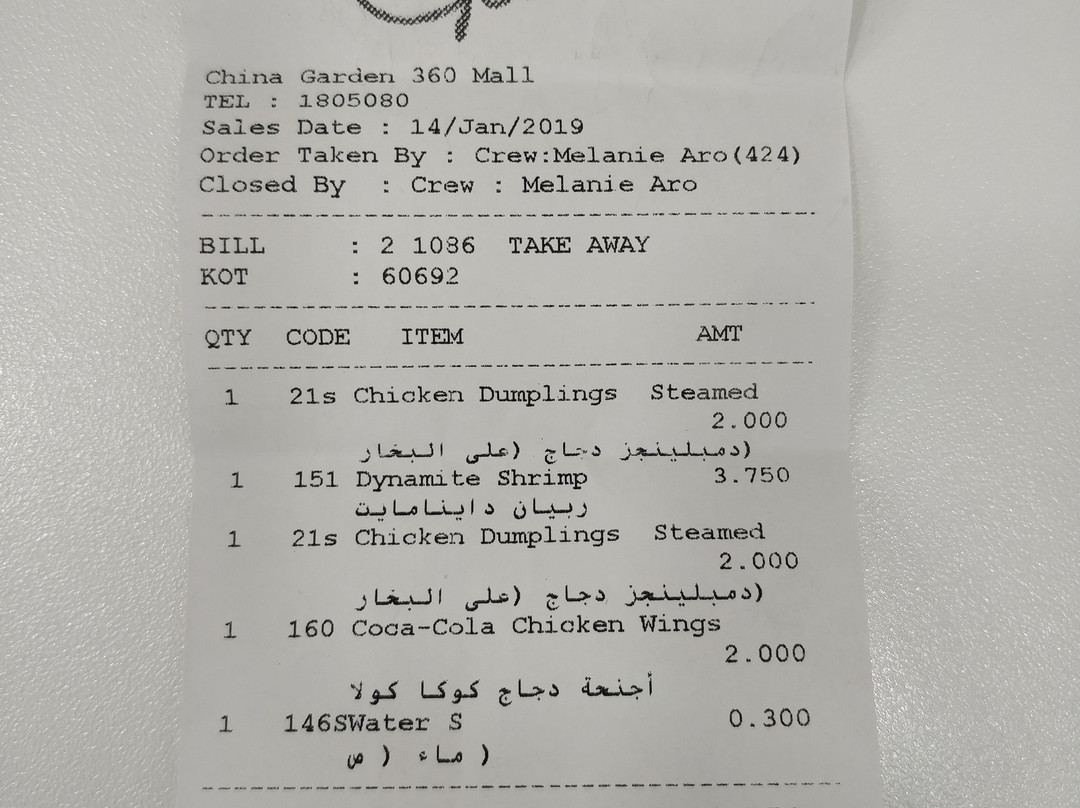 China Garden 360 Mall
TEL : 1805080
Sales Date : 14/Jan/2019
Order Taken By : Crew:Melanie Aro(424)
Closed By : Crew : Melanie Aro
BILL : 2 1086 TAKE AWAY
KOT : 60692
QTY CODE ITEM AMT
1 21s Chicken Dumplings Steamed
2.000
دمبلينجز دجاج (على البخار)
1 151 Dynamite Shrimp 3.750
ربيان داينامايت
1 21s Chicken Dumplings Steamed
2.000
دمبلينجز دجاج (على البخار)
1 160 Coca-Cola Chicken Wings
2.000
أجنحة دجاج كوكا كولا
1 146SWater S 0.300
( ماء ( ص